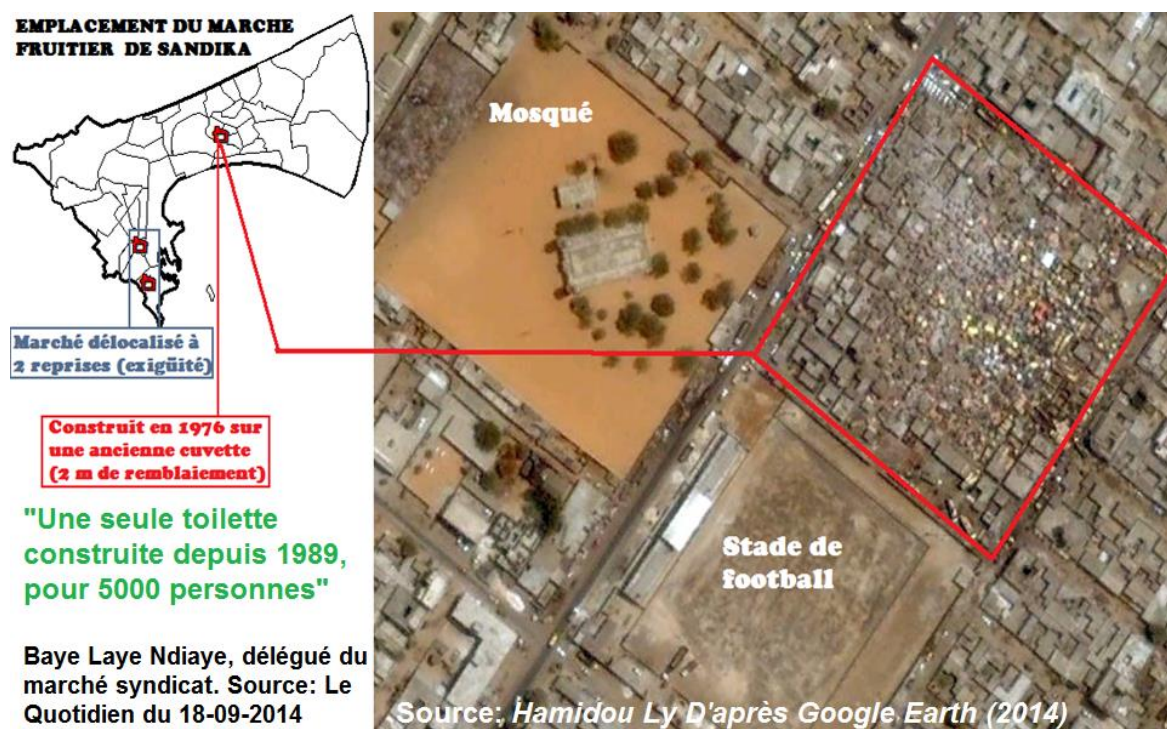 EMPLACEMENT DU MARCHE
FRUITIER DE SANDIKA
Marché délocalisé à
2 reprises (exigüité)
Construit en 1976 sur
une ancienne cuvette
(2 m de remblaiement)
"Une seule toilette
construite depuis 1989,
pour 5000 personnes"
Baye Laye Ndiaye, délégué du
marché syndicat. Source: Le
Quotidien du 18-09-2014
Mosqué
Stade de
football
Source: Hamidou Ly D'après Google Earth (2014)